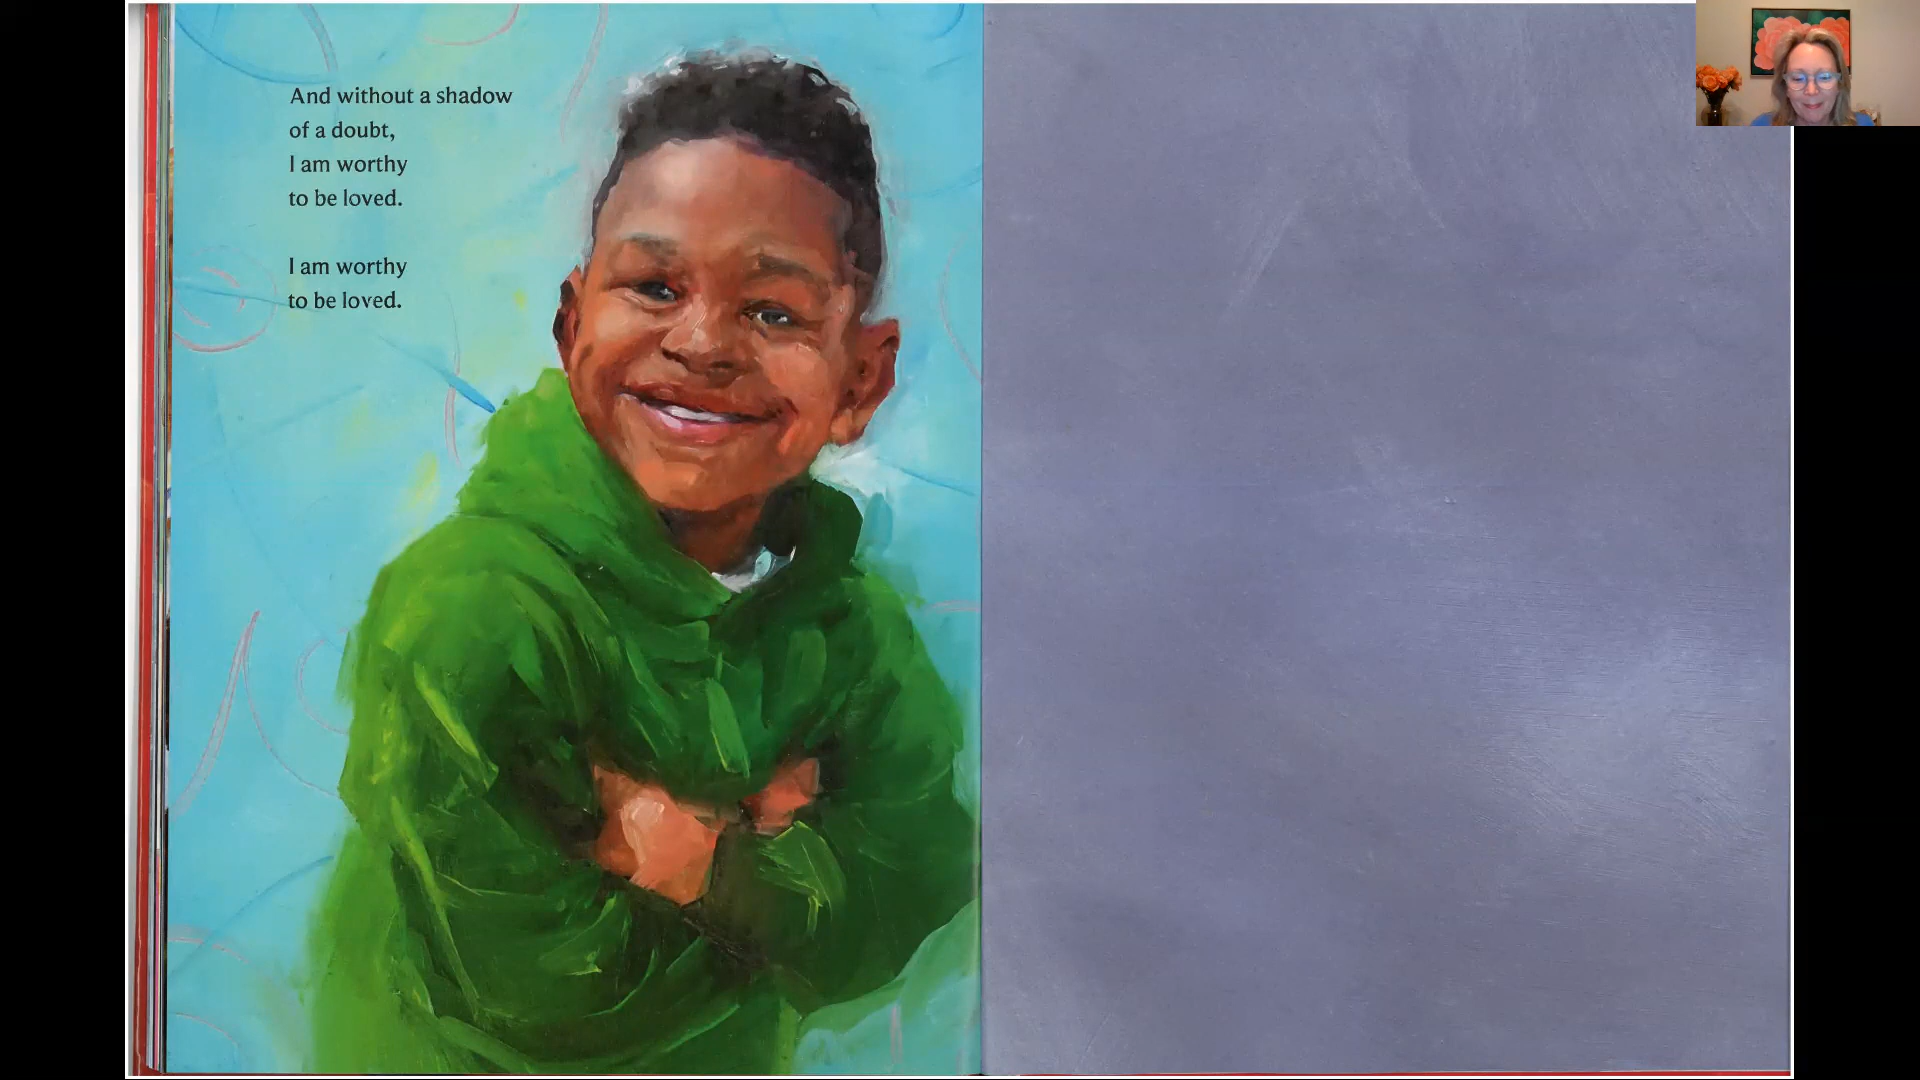 And without a shadow
of a doubt,
I am worthy
to be loved.
I am worthy
to be loved.